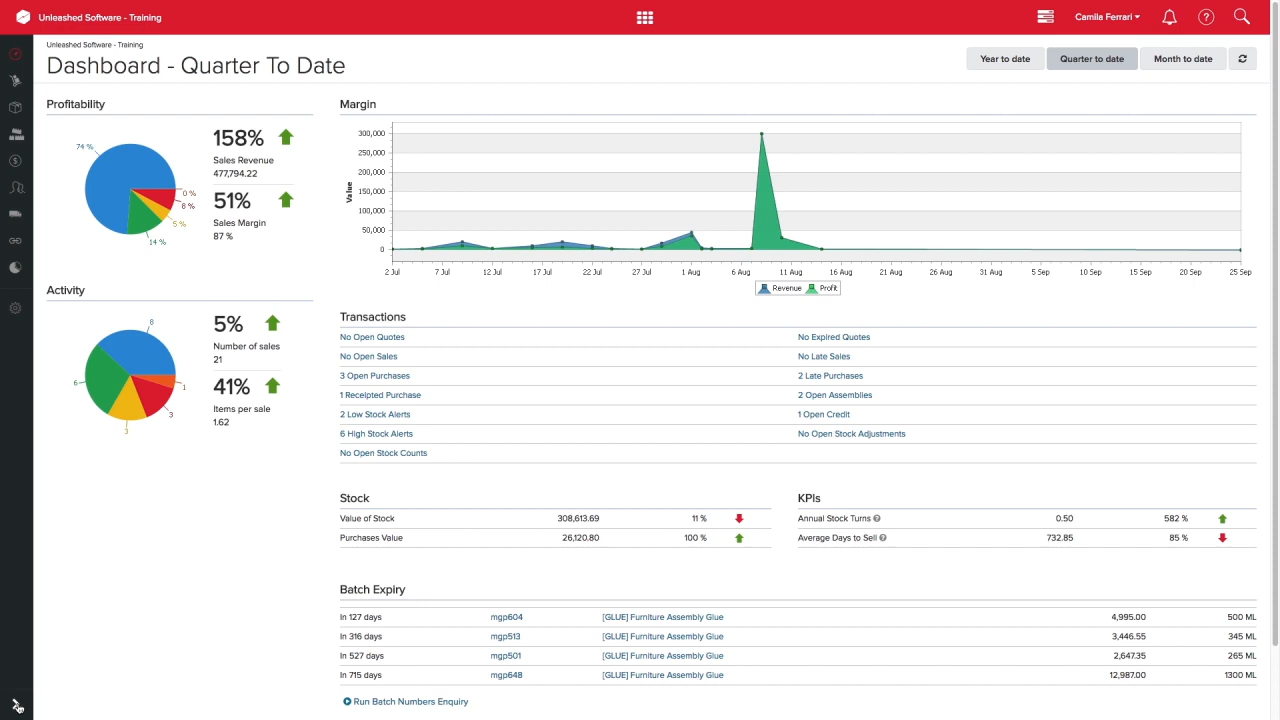 Unleashed Software - Training
Camila Ferrari
Unleashed Software - Training
Dashboard - Quarter To Date
Year to date
Quarter to date
Month to date
Profitability
74 %
0 %
8 %
5 %
14 %
158%
Sales Revenue
477,794.22
51%
Sales Margin
87 %
Activity
8
6
1
3
3
5%
Number of sales
21
41%
Items per sale
1.62
Margin
Value
300,000
250,000
200,000
150,000
100,000
50,000
0
2 Jul 7 Jul 12 Jul 17 Jul 22 Jul 27 Jul 1 Aug 6 Aug 11 Aug 16 Aug 21 Aug 26 Aug 31 Aug 5 Sep 10 Sep 15 Sep 20 Sep 25 Sep
Revenue Profit
Transactions
No Open Quotes No Expired Quotes
No Open Sales No Late Sales
3 Open Purchases 2 Late Purchases
1 Receipted Purchase 2 Open Assemblies
2 Low Stock Alerts 1 Open Credit
6 High Stock Alerts No Open Stock Adjustments
No Open Stock Counts
Stock
Value of Stock 308,613.69 11 %
Purchases Value 26,120.80 100 %
KPIs
Annual Stock Turns ? 0.50 582 %
Average Days to Sell ? 732.85 85 %
Batch Expiry
In 127 days mgp604 [GLUE] Furniture Assembly Glue 4,995.00 500 ML
In 316 days mgp513 [GLUE] Furniture Assembly Glue 3,446.55 345 ML
In 527 days mgp501 [GLUE] Furniture Assembly Glue 2,647.35 265 ML
In 715 days mgp648 [GLUE] Furniture Assembly Glue 12,987.00 1300 ML
Run Batch Numbers Enquiry